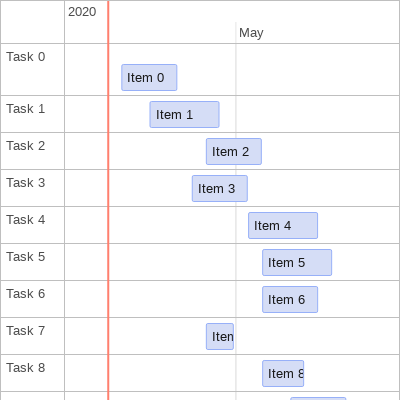 2020
May
Task 0
Item 0
Task 1
Item 1
Task 2
Item 2
Task 3
Item 3
Task 4
Item 4
Task 5
Item 5
Task 6
Item 6
Task 7
Item
Task 8
Item 8